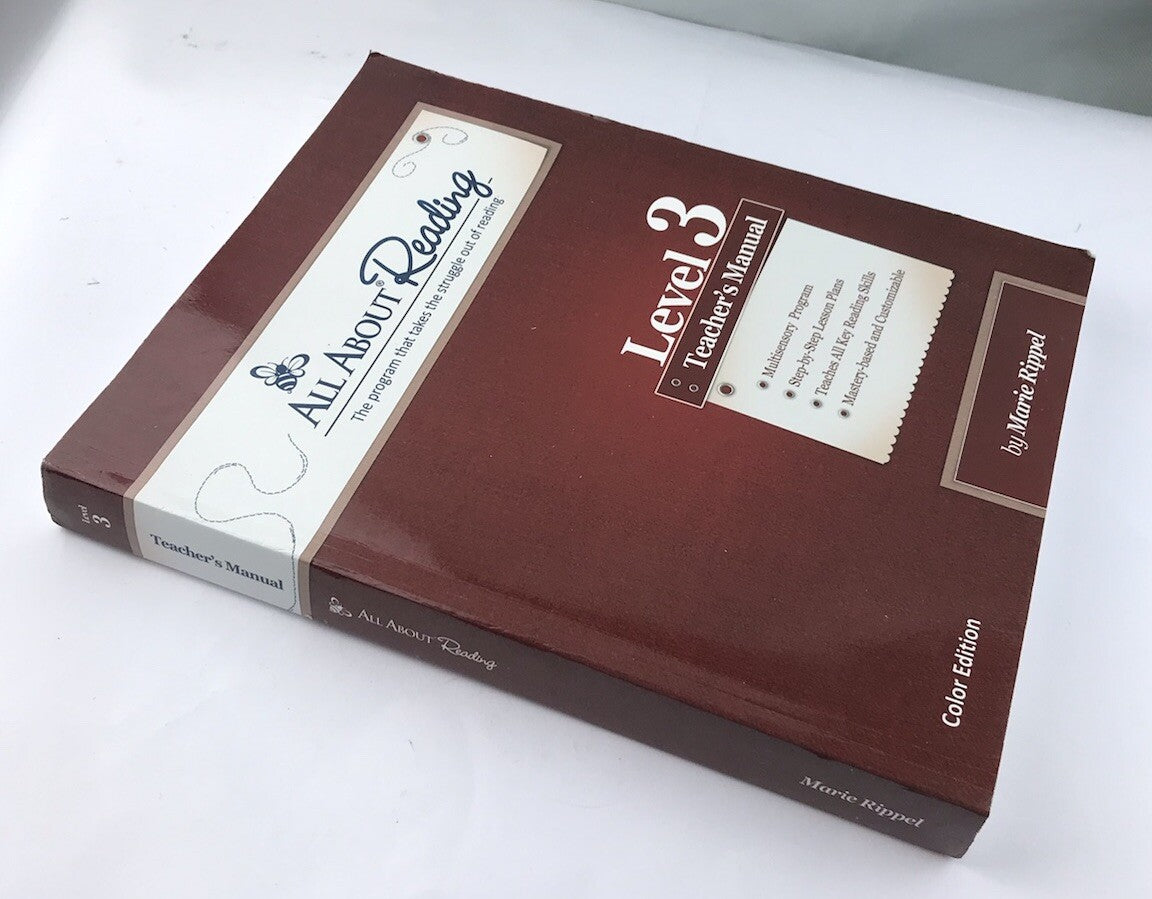 ALL ABOUT® Reading
The program that takes the struggle out of reading
Level 3
Teacher's Manual
• Multisensory Program
• Step-by-Step Lesson Plans
• Teaches All Key Reading Skills
• Mastery-based and Customizable
by Marie Rippel
Color Edition
Level
3
Teacher's Manual
ALL ABOUT Reading
Marie Rippel